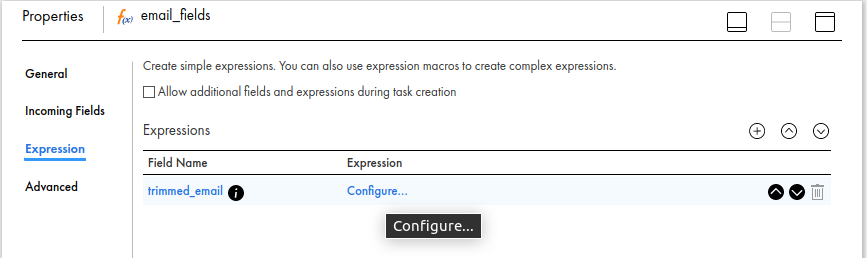 Properties f(x) email_fields
General
Create simple expressions. You can also use expression macros to create complex expressions.
Allow additional fields and expressions during task creation
Incoming Fields
Expressions
Expression
Field Name Expression
Advanced
trimmed_email i Configure...
Configure...